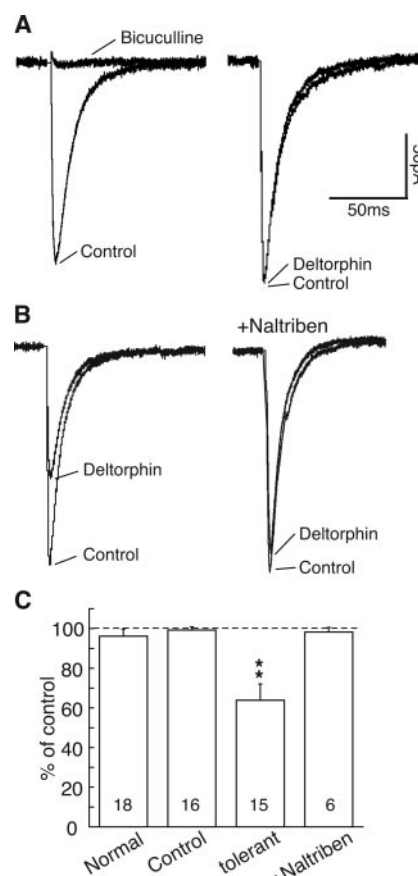 A
Bicuculline
Control
Deltorphin
Control
50ms
B
+Naltriben
Deltorphin
Control
Deltorphin
Control
C
% of control
100
80
60
40
20
0
**
18
16
15
6
Normal
Control
tolerant
Naltriben